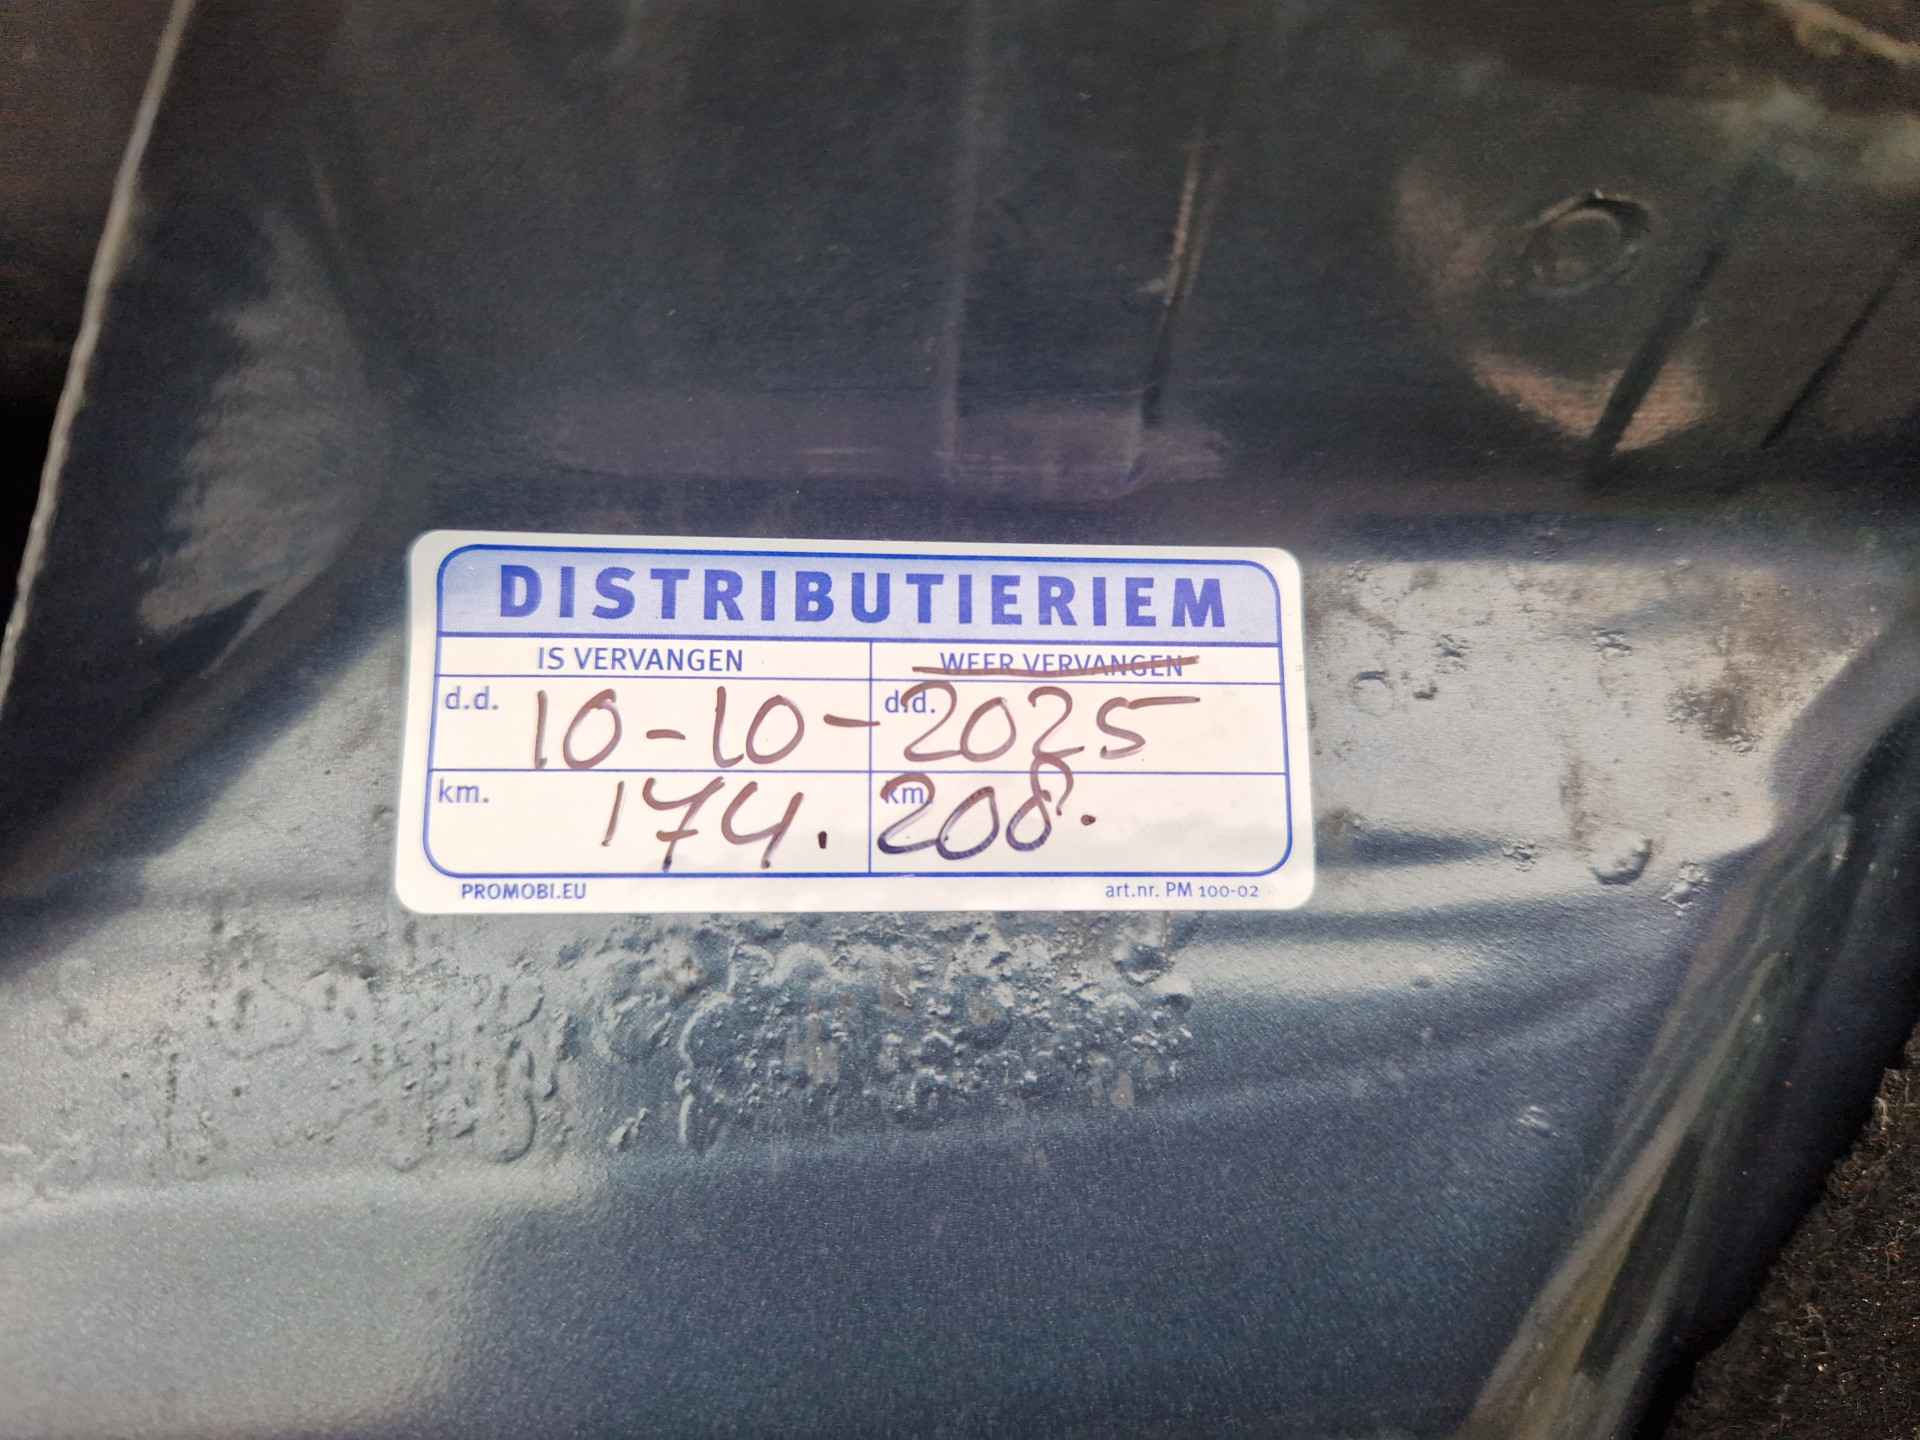 DISTRIBUTIERIEM
IS VERVANGEN WEER VERVANGEN
d.d. 10-10- d.d. 2025
km. 174. km. 208.
PROMOBI.EU art.nr. PM 100-02